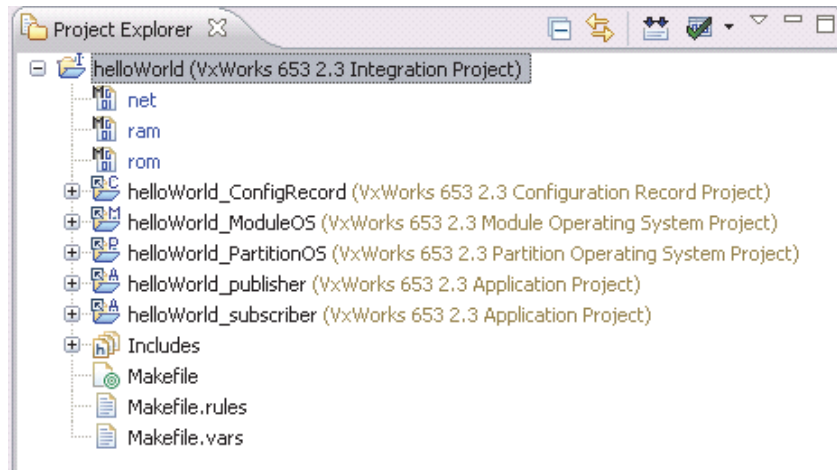 Project Explorer
helloWorld (VxWorks 653 2.3 Integration Project)
net
ram
rom
helloWorld_ConfigRecord (VxWorks 653 2.3 Configuration Record Project)
helloWorld_ModuleOS (VxWorks 653 2.3 Module Operating System Project)
helloWorld_PartitionOS (VxWorks 653 2.3 Partition Operating System Project)
helloWorld_publisher (VxWorks 653 2.3 Application Project)
helloWorld_subscriber (VxWorks 653 2.3 Application Project)
Includes
Makefile
Makefile.rules
Makefile.vars